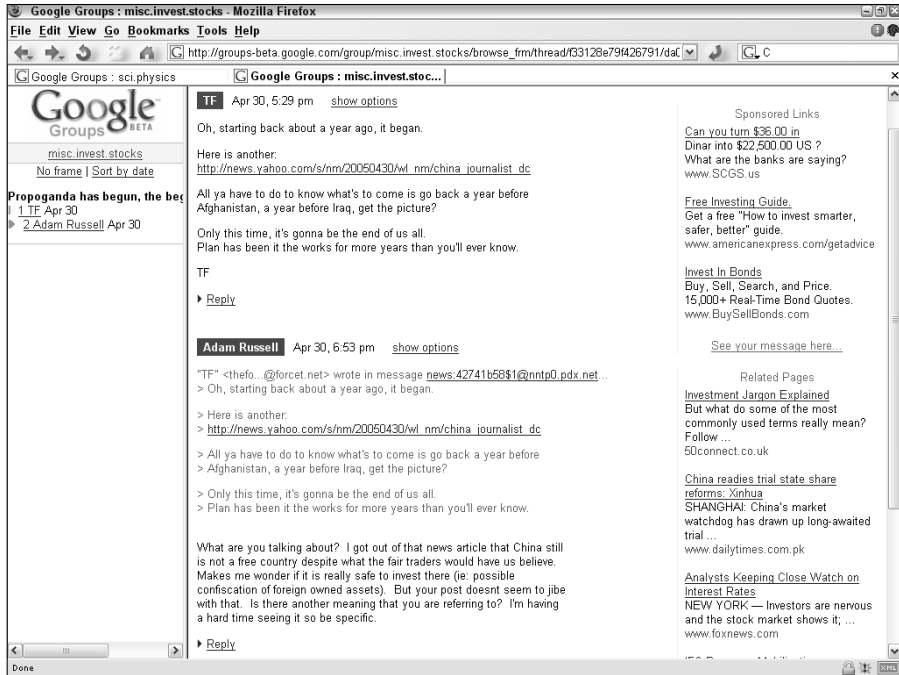 Google Groups : misc.invest.stocks - Mozilla Firefox
File Edit View Go Bookmarks Tools Help
http://groups-beta.google.com/group/misc.invest.stocks/browse_frm/thread/f33128e79f426791/da
G C
Google Groups : sci.physics
Google Groups : misc.invest.stoc...
Google
Groups BETA
misc.invest.stocks
No frame | Sort by date
Propoganda has begun, the be
1 TF Apr 30
2 Adam Russell Apr 30
TF Apr 30, 5:29 pm show options
Oh, starting back about a year ago, it began.
Here is another:
http://news.yahoo.com/s/nm/20050430/wl_nm/china_journalist_dc
All ya have to do to know what's to come is go back a year before
Afghanistan, a year before Iraq, get the picture?
Only this time, it's gonna be the end of us all.
Plan has been it the works for more years than you'll ever know.
TF
Reply
Adam Russell Apr 30, 6:53 pm show options
"TF" <thefo...@forcet.net> wrote in message news:42741b58$1@nntp0.pdx.net...
> Oh, starting back about a year ago, it began.
> Here is another:
> http://news.yahoo.com/s/nm/20050430/wl_nm/china_journalist_dc
> All ya have to do to know what's to come is go back a year before
> Afghanistan, a year before Iraq, get the picture?
> Only this time, it's gonna be the end of us all.
> Plan has been it the works for more years than you'll ever know.
What are you talking about? I got out of that news article that China still
is not a free country despite what the fair traders would have us believe.
Makes me wonder if it is really safe to invest there (ie: possible
confiscation of foreign owned assets). But your post doesnt seem to jibe
with that. Is there another meaning that you are referring to? I'm having
a hard time seeing it so be specific.
Reply
Sponsored Links
Can you turn $36.00 in
Dinar into $22,500.00 US ?
What are the banks are saying?
www.SCGS.us
Free Investing Guide.
Get a free "How to invest smarter,
safer, better" guide.
www.americanexpress.com/getadvice
Invest In Bonds
Buy, Sell, Search, and Price.
15,000+ Real-Time Bond Quotes.
www.BuySellBonds.com
See your message here...
Related Pages
Investment Jargon Explained
But what do some of the most
commonly used terms really mean?
Follow ...
50connect.co.uk
China readies trial state share
reforms: Xinhua
SHANGHAI: China's market
watchdog has drawn up long-awaited
trial ...
www.dailytimes.com.pk
Analysts Keeping Close Watch on
Interest Rates
NEW YORK — Investors are nervous
and the stock market shows it; ...
www.foxnews.com
Done
XML